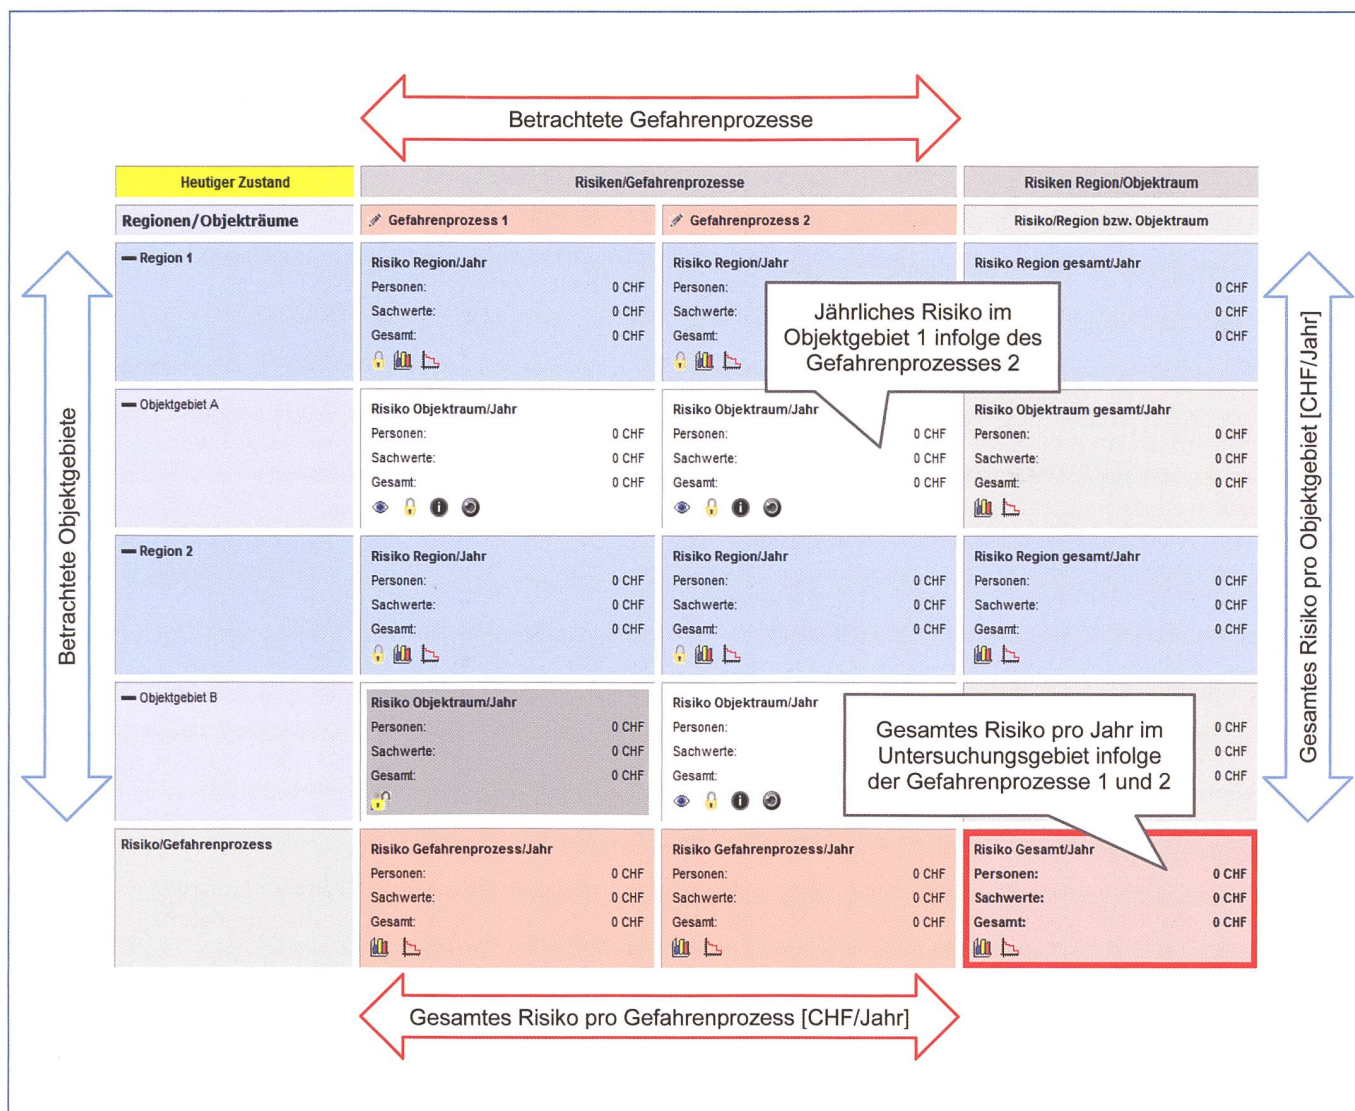 Betrachtete Gefahrenprozesse
Heutiger Zustand
Risiken/Gefahrenprozesse
Risiken Region/Objektraum
Regionen/Objekträume
Gefahrenprozess 1
Gefahrenprozess 2
Risiko/Region bzw. Objektraum
Betrachtete Objektgebiete
Region 1
Risiko Region/Jahr
Personen: 0 CHF
Sachwerte: 0 CHF
Gesamt: 0 CHF
Risiko Region/Jahr
Personen:
Sachwerte:
Gesamt:
Jährliches Risiko im
Objektgebiet 1 infolge des
Gefahrenprozesses 2
Risiko Region gesamt/Jahr
0 CHF
0 CHF
0 CHF
Gesamtes Risiko pro Objektgebiet [CHF/Jahr]
Objektgebiet A
Risiko Objektraum/Jahr
Personen: 0 CHF
Sachwerte: 0 CHF
Gesamt: 0 CHF
Risiko Objektraum/Jahr
Personen: 0 CHF
Sachwerte: 0 CHF
Gesamt: 0 CHF
Risiko Objektraum gesamt/Jahr
Personen: 0 CHF
Sachwerte: 0 CHF
Gesamt: 0 CHF
Region 2
Risiko Region/Jahr
Personen: 0 CHF
Sachwerte: 0 CHF
Gesamt: 0 CHF
Risiko Region/Jahr
Personen: 0 CHF
Sachwerte: 0 CHF
Gesamt: 0 CHF
Risiko Region gesamt/Jahr
Personen: 0 CHF
Sachwerte: 0 CHF
Gesamt: 0 CHF
Objektgebiet B
Risiko Objektraum/Jahr
Personen: 0 CHF
Sachwerte: 0 CHF
Gesamt: 0 CHF
Risiko Objektraum/Jahr
Personen:
Sachwerte:
Gesamt:
Gesamtes Risiko pro Jahr im
Untersuchungsgebiet infolge
der Gefahrenprozesse 1 und 2
0 CHF
0 CHF
0 CHF
Risiko/Gefahrenprozess
Risiko Gefahrenprozess/Jahr
Personen: 0 CHF
Sachwerte: 0 CHF
Gesamt: 0 CHF
Risiko Gefahrenprozess/Jahr
Personen: 0 CHF
Sachwerte: 0 CHF
Gesamt: 0 CHF
Risiko Gesamt/Jahr
Personen: 0 CHF
Sachwerte: 0 CHF
Gesamt: 0 CHF
Gesamtes Risiko pro Gefahrenprozess [CHF/Jahr]